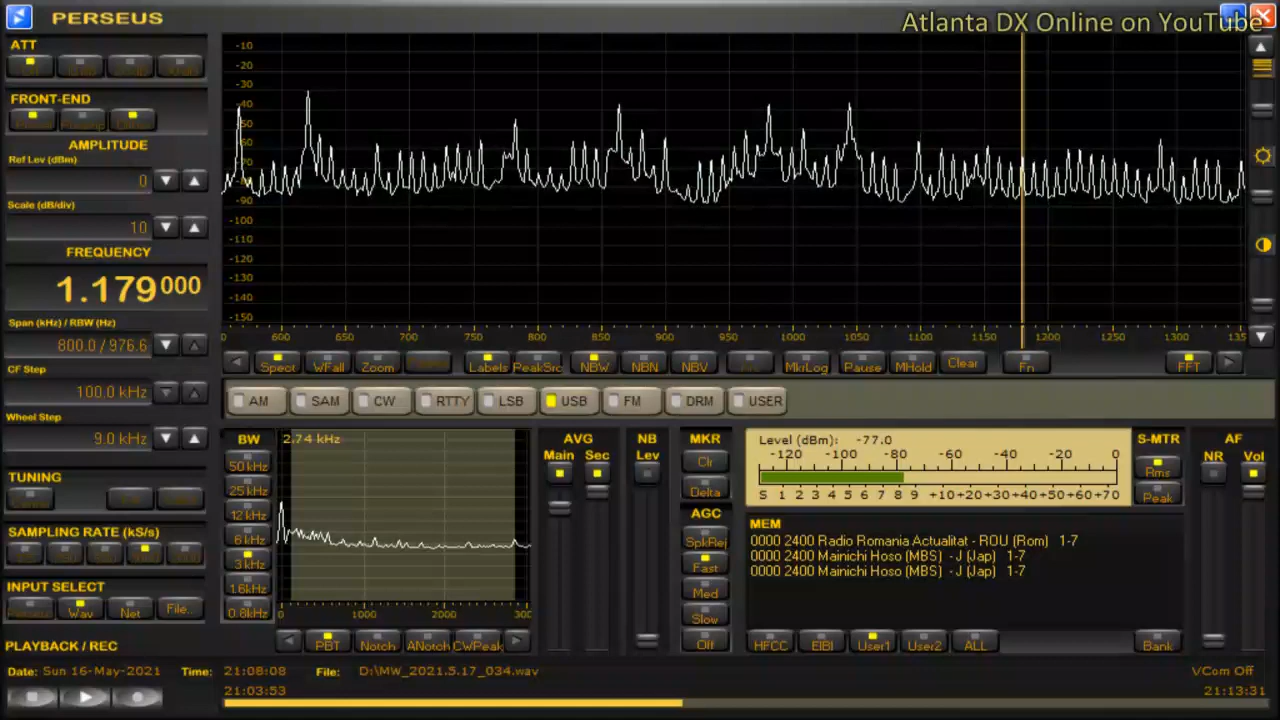 PERSEUS
Atlanta DX Online on YouTube
ATT
FRONT-END
AMPLITUDE
Ref Lev (dBm)
0
Scale (dB/div)
10
FREQUENCY
1.179000
Span (kHz) / RBW (Hz)
800.0 / 976.6
CF Step
100.0 kHz
Wheel Step
9.0 kHz
TUNING
SAMPLING RATE (kS/s)
INPUT SELECT
Wav Net File..
-10
-20
-30
-40
-50
-60
-70
-80
-90
-100
-110
-120
-130
-140
-150
600 650 700 750 800 850 900 950 1000 1050 1100 1150 1200 1250 1300 135
Spect WFall Zoom Labels PeakSrc NBW NBN NBV MkrLog Pause MHold Clear Fn FFT
AM SAM CW RTTY LSB USB FM DRM USER
BW
50 kHz
25 kHz
12 kHz
6 kHz
3 kHz
1.6kHz
0.8kHz
2.74 kHz
0 1000 2000 300
PBT Notch ANotch CWPeak
AVG
Main Sec
NB
Lev
MKR
Clr
Delta
AGC
SpkRej
Fast
Med
Slow
Off
Level (dBm): -77.0
-120 -100 -80 -60 -40 -20 0
S 1 2 3 4 5 6 7 8 9 +10+20+30+40+50+60+70
S-MTR
Rms
Peak
AF
NR Vol
MEM
0000 2400 Radio Romania Actualitat - ROU (Rom) 1-7
0000 2400 Mainichi Hoso (MBS) - J (Jap) 1-7
0000 2400 Mainichi Hoso (MBS) - J (Jap) 1-7
HFCC EIBI User1 User2 ALL Bank
PLAYBACK / REC
Date: Sun 16-May-2021 Time: 21:08:08 File: D:\MW_2021.5.17_034.wav VCom Off
21:03:53 21:13:31